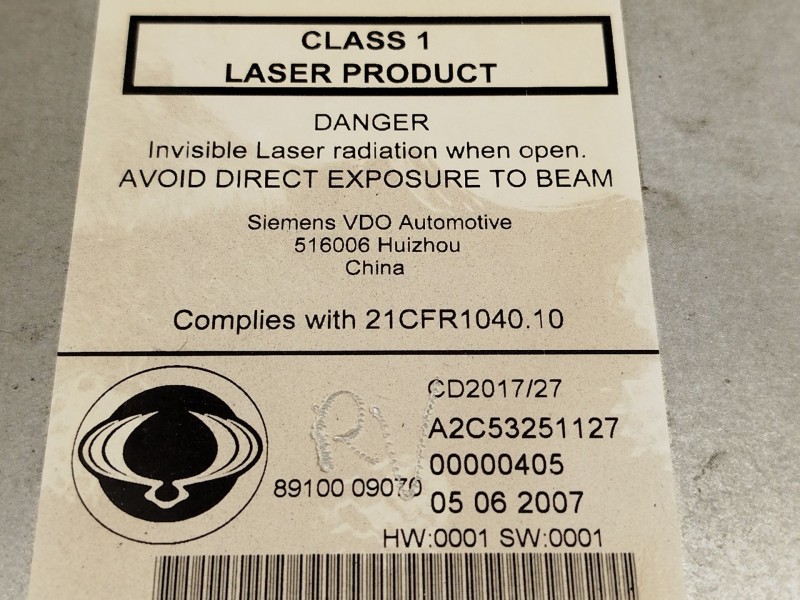 CLASS 1
LASER PRODUCT
DANGER
Invisible Laser radiation when open.
AVOID DIRECT EXPOSURE TO BEAM
Siemens VDO Automotive
516006 Huizhou
China
Complies with 21CFR1040.10
CD2017/27
RV
A2C53251127
00000405
89100 09070
05 06 2007
HW:0001 SW:0001